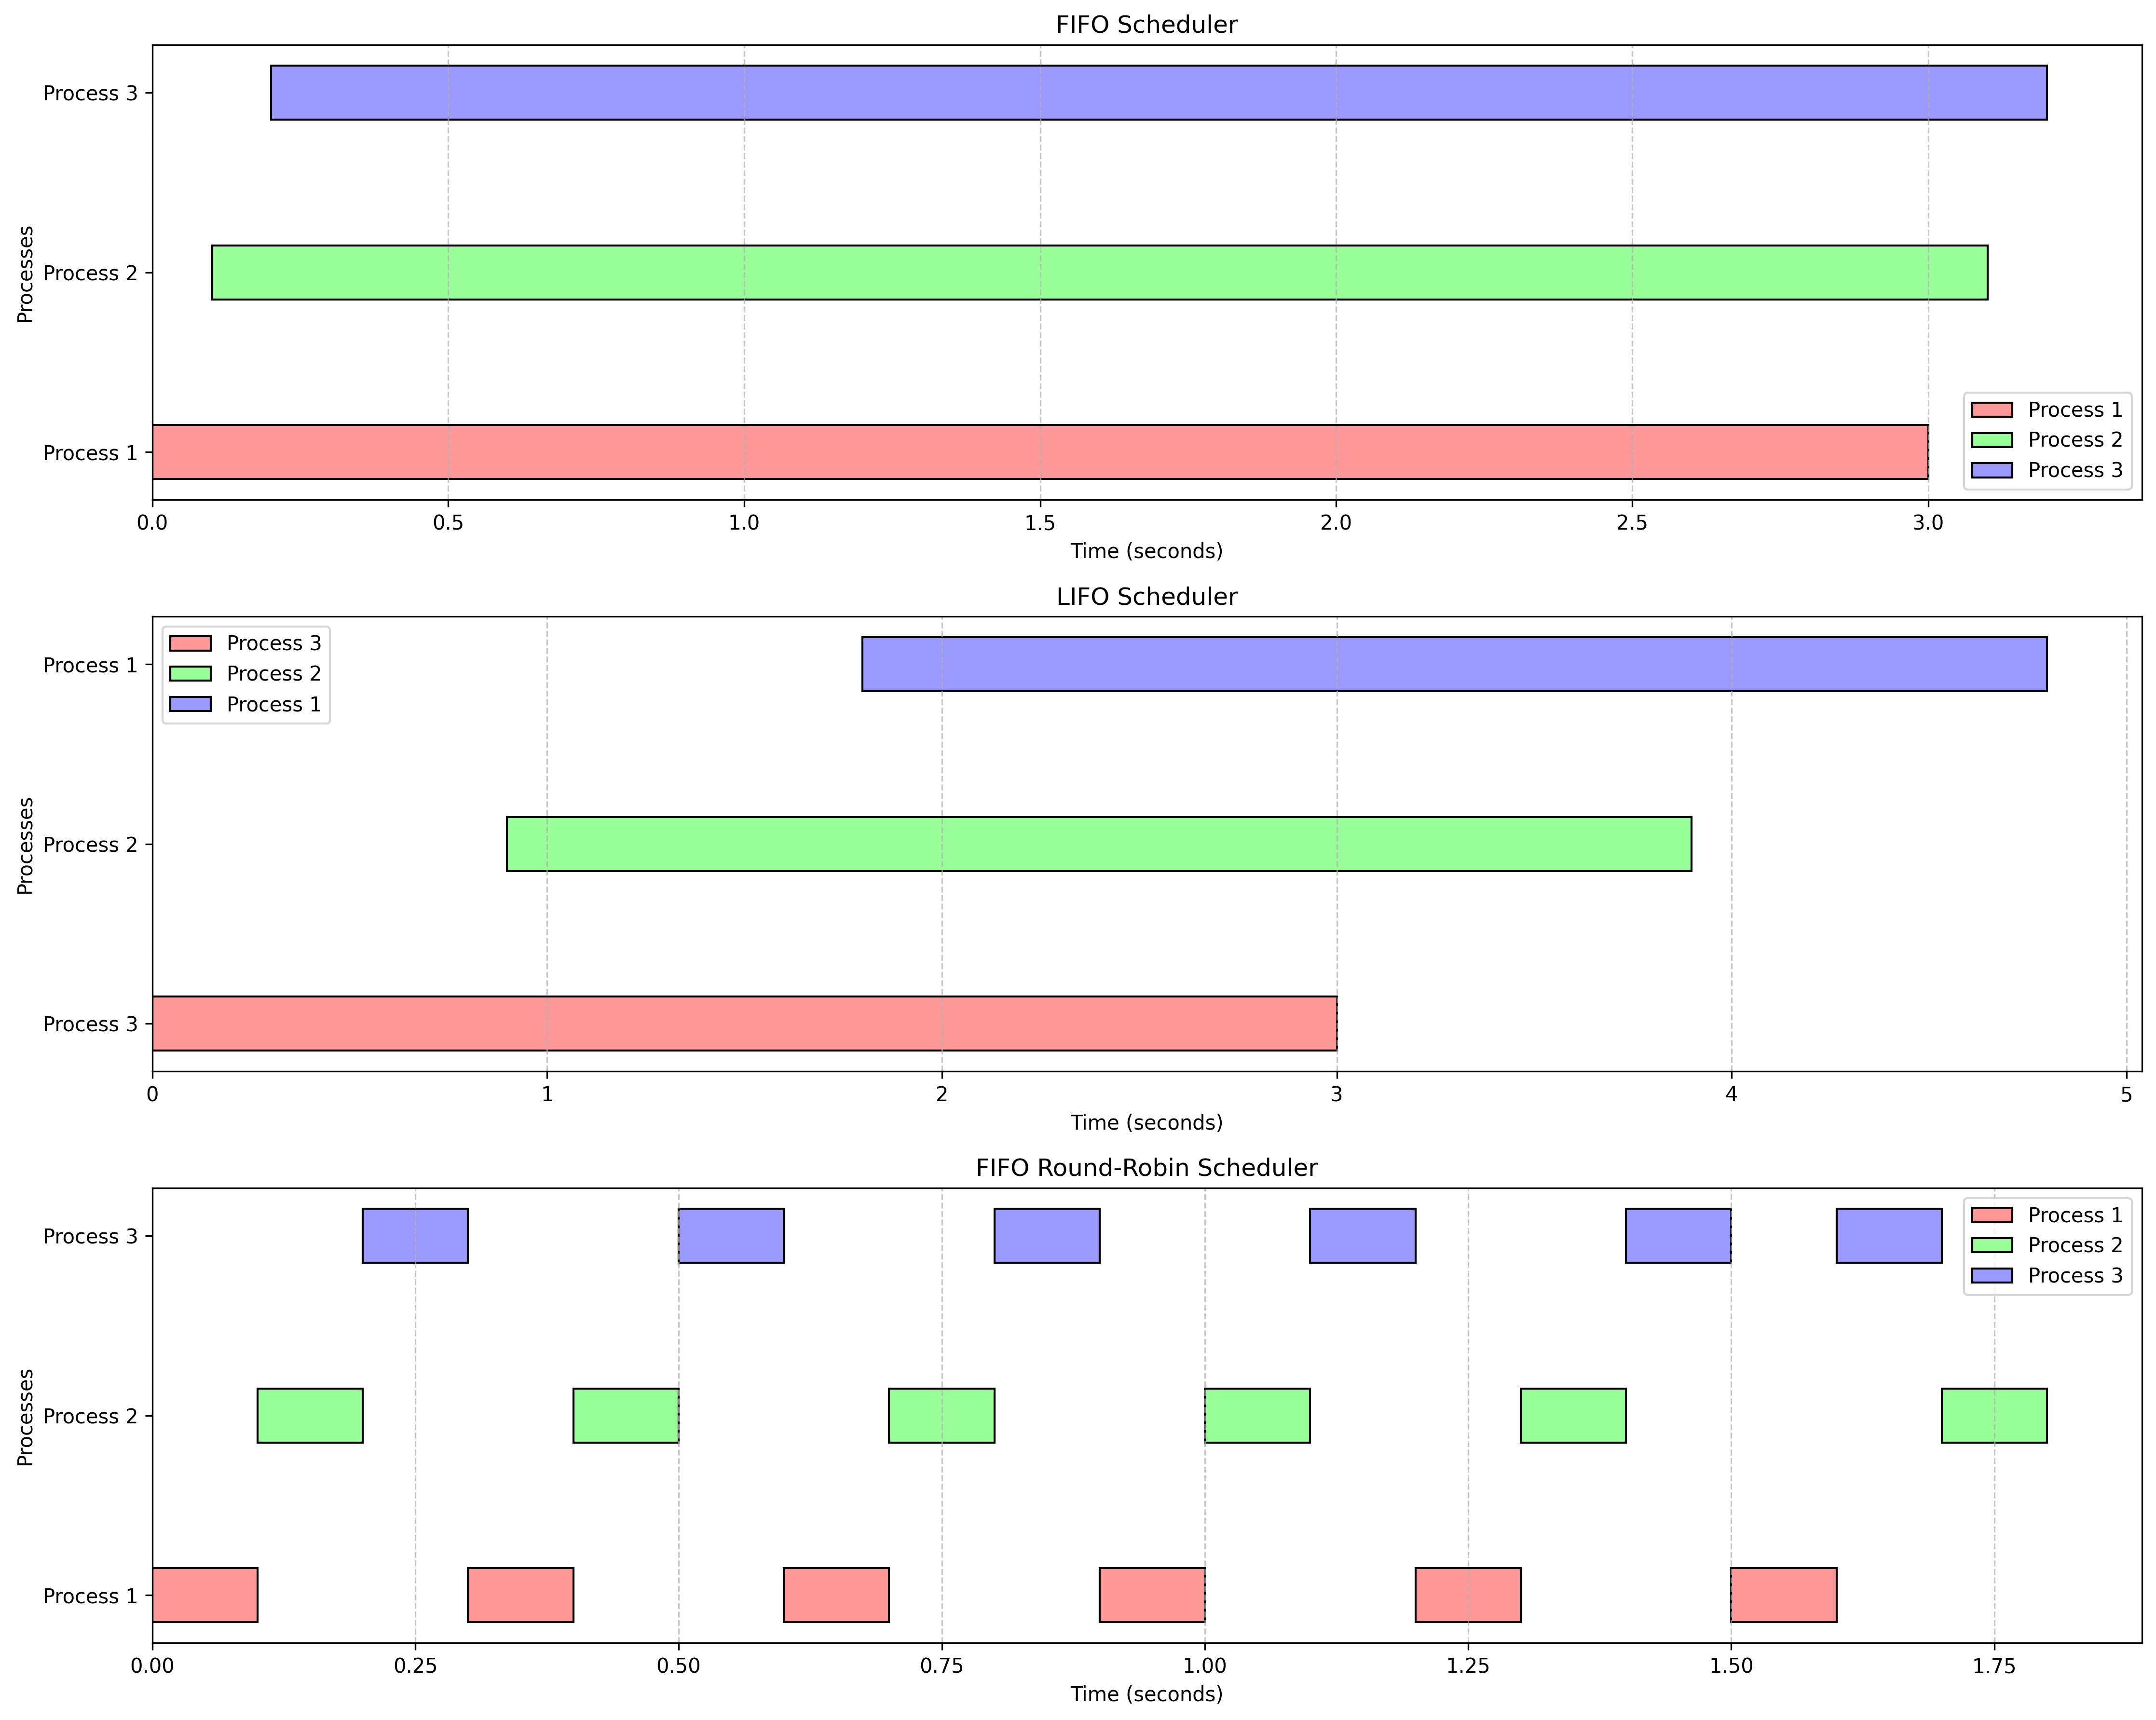 FIFO Scheduler
Process 3
Process 2
Process 1
Processes
Process 1
Process 2
Process 3
0.0 0.5 1.0 1.5 2.0 2.5 3.0
Time (seconds)
LIFO Scheduler
Process 3
Process 2
Process 1
Process 1
Process 2
Process 3
Processes
0 1 2 3 4 5
Time (seconds)
FIFO Round-Robin Scheduler
Process 3
Process 2
Process 1
Processes
Process 1
Process 2
Process 3
0.00 0.25 0.50 0.75 1.00 1.25 1.50 1.75
Time (seconds)